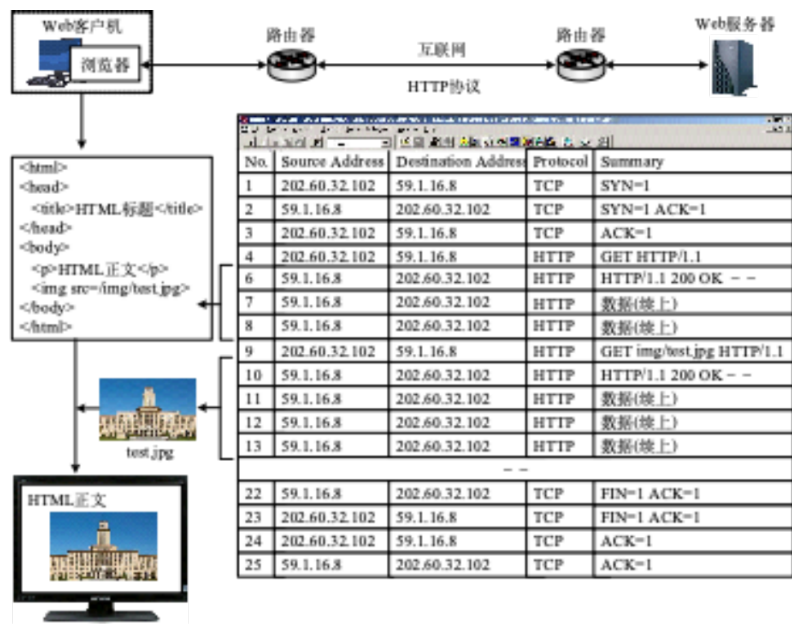 Web客户机
浏览器
路由器
互联网
HTTP协议
路由器
Web服务器
<html>
<head>
<title>HTML标题</title>
</head>
<body>
<p>HTML正文</p>
<img src=/img/test.jpg>
</body>
</html>
test.jpg
HTML正文
No. Source Address Destination Address Protocol Summary
1 202.60.32.102 59.1.16.8 TCP SYN=1
2 59.1.16.8 202.60.32.102 TCP SYN=1 ACK=1
3 202.60.32.102 59.1.16.8 TCP ACK=1
4 202.60.32.102 59.1.16.8 HTTP GET HTTP/1.1
6 59.1.16.8 202.60.32.102 HTTP HTTP/1.1 200 OK – –
7 59.1.16.8 202.60.32.102 HTTP 数据(续上)
8 59.1.16.8 202.60.32.102 HTTP 数据(续上)
9 202.60.32.102 59.1.16.8 HTTP GET img/test.jpg HTTP/1.1
10 59.1.16.8 202.60.32.102 HTTP HTTP/1.1 200 OK – –
11 59.1.16.8 202.60.32.102 HTTP 数据(续上)
12 59.1.16.8 202.60.32.102 HTTP 数据(续上)
13 59.1.16.8 202.60.32.102 HTTP 数据(续上)
– –
22 59.1.16.8 202.60.32.102 TCP FIN=1 ACK=1
23 202.60.32.102 59.1.16.8 TCP FIN=1 ACK=1
24 202.60.32.102 59.1.16.8 TCP ACK=1
25 59.1.16.8 202.60.32.102 TCP ACK=1